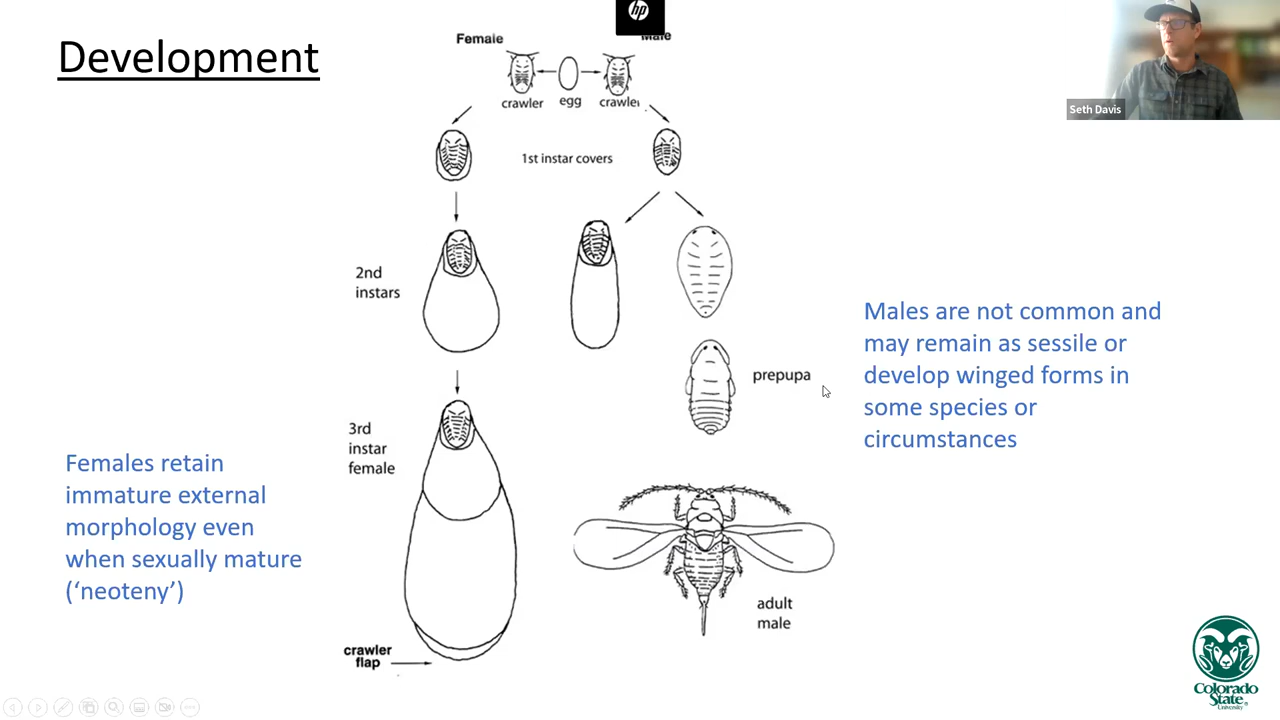 Development
hp
Female
Male
crawler
egg
crawler
1st instar covers
2nd
instars
prepupa
3rd
instar
female
adult
male
crawler
flap
Females retain
immature external
morphology even
when sexually mature
(‘neoteny’)
Males are not common and
may remain as sessile or
develop winged forms in
some species or
circumstances
Seth Davis
Colorado
State
University